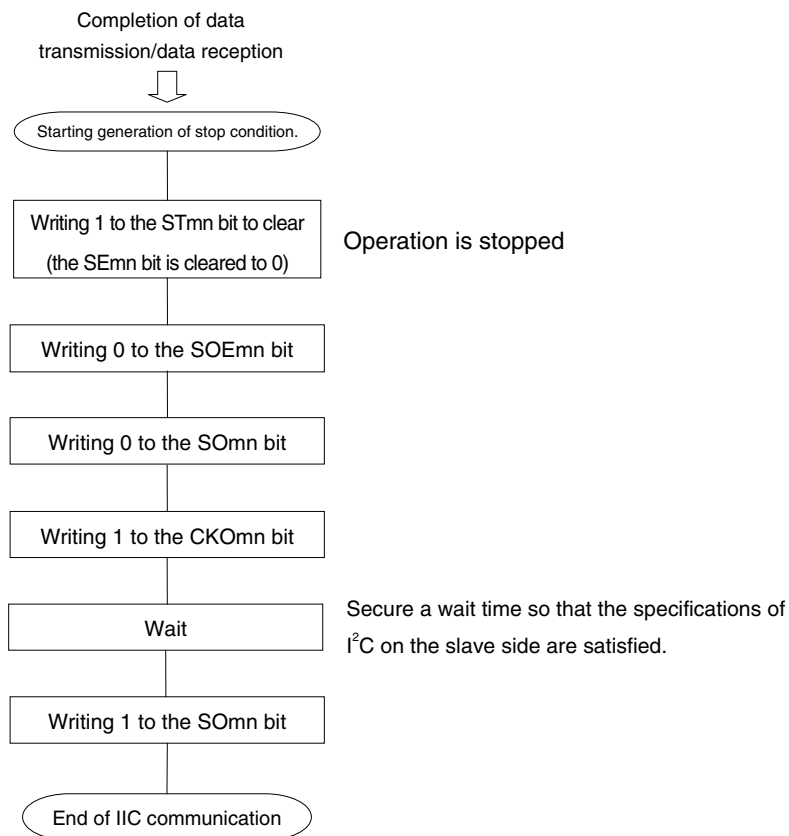 Completion of data
transmission/data reception
Starting generation of stop condition.
Writing 1 to the STmn bit to clear
(the SEmn bit is cleared to 0)
Operation is stopped
Writing 0 to the SOEmn bit
Writing 0 to the SOmn bit
Writing 1 to the CKOmn bit
Wait
Secure a wait time so that the specifications of
I²C on the slave side are satisfied.
Writing 1 to the SOmn bit
End of IIC communication